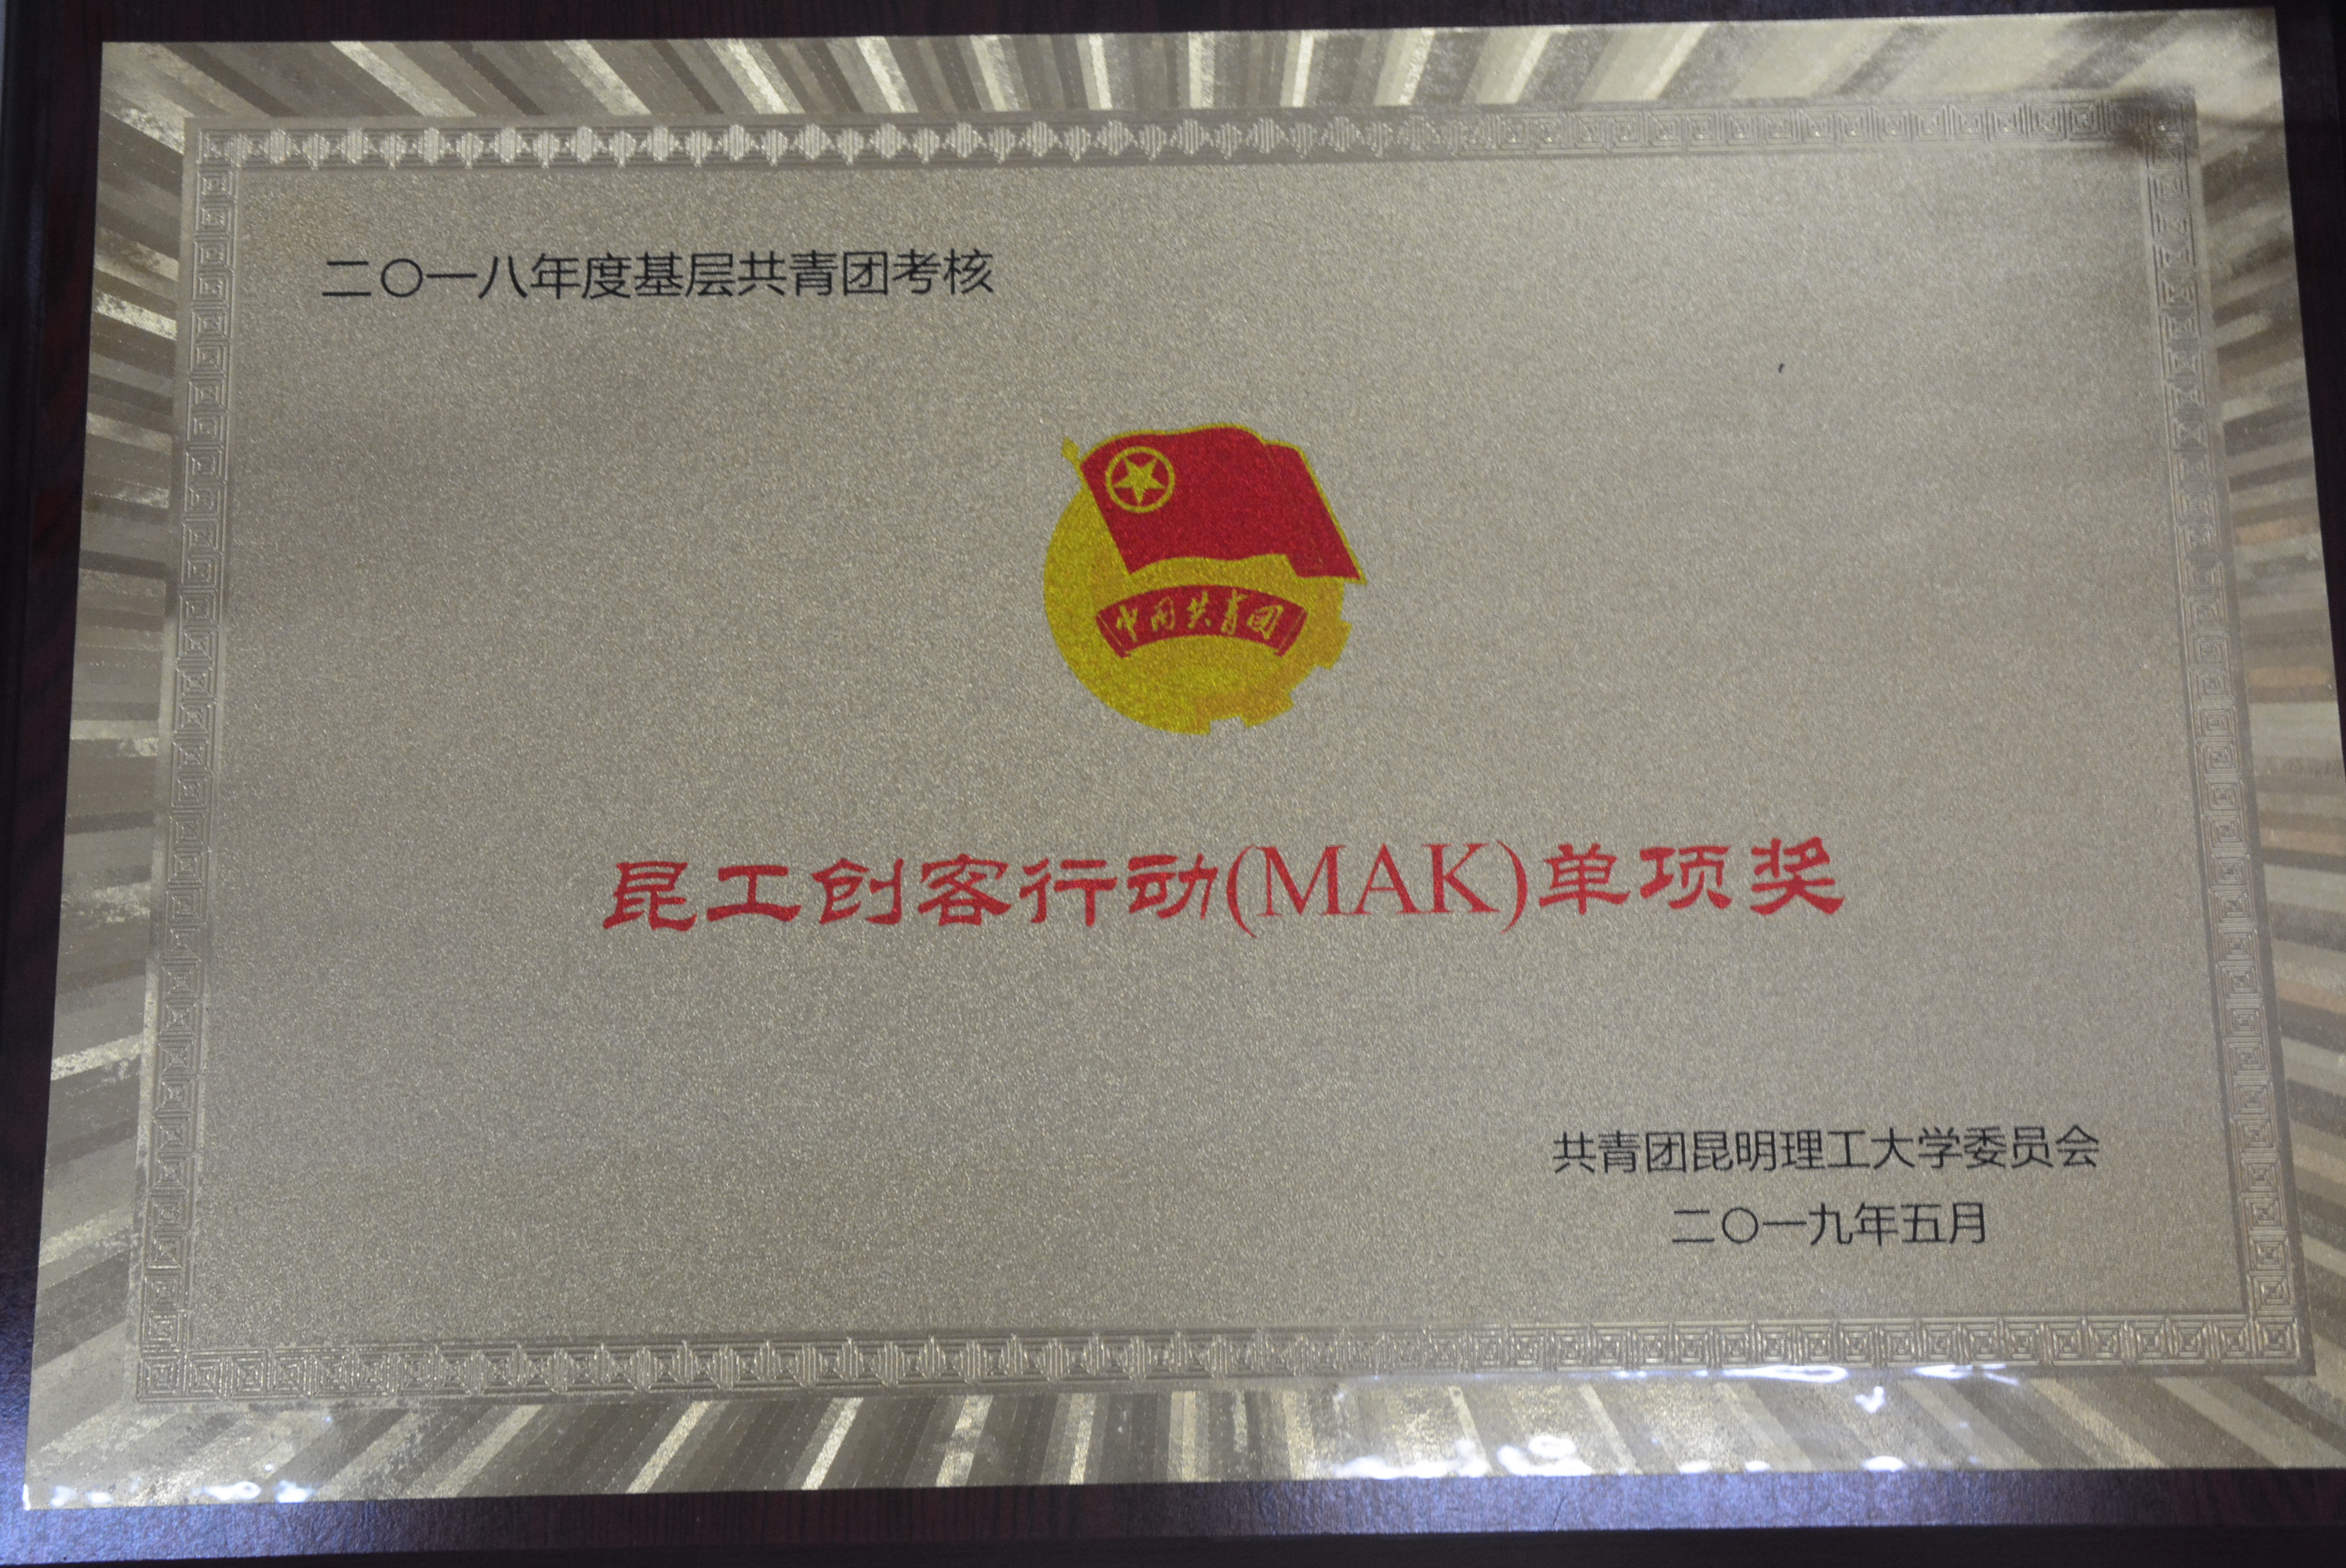 二〇一八年度基层共青团考核
中国共青团
昆工创客行动(MAK)单项奖
共青团昆明理工大学委员会
二〇一九年五月